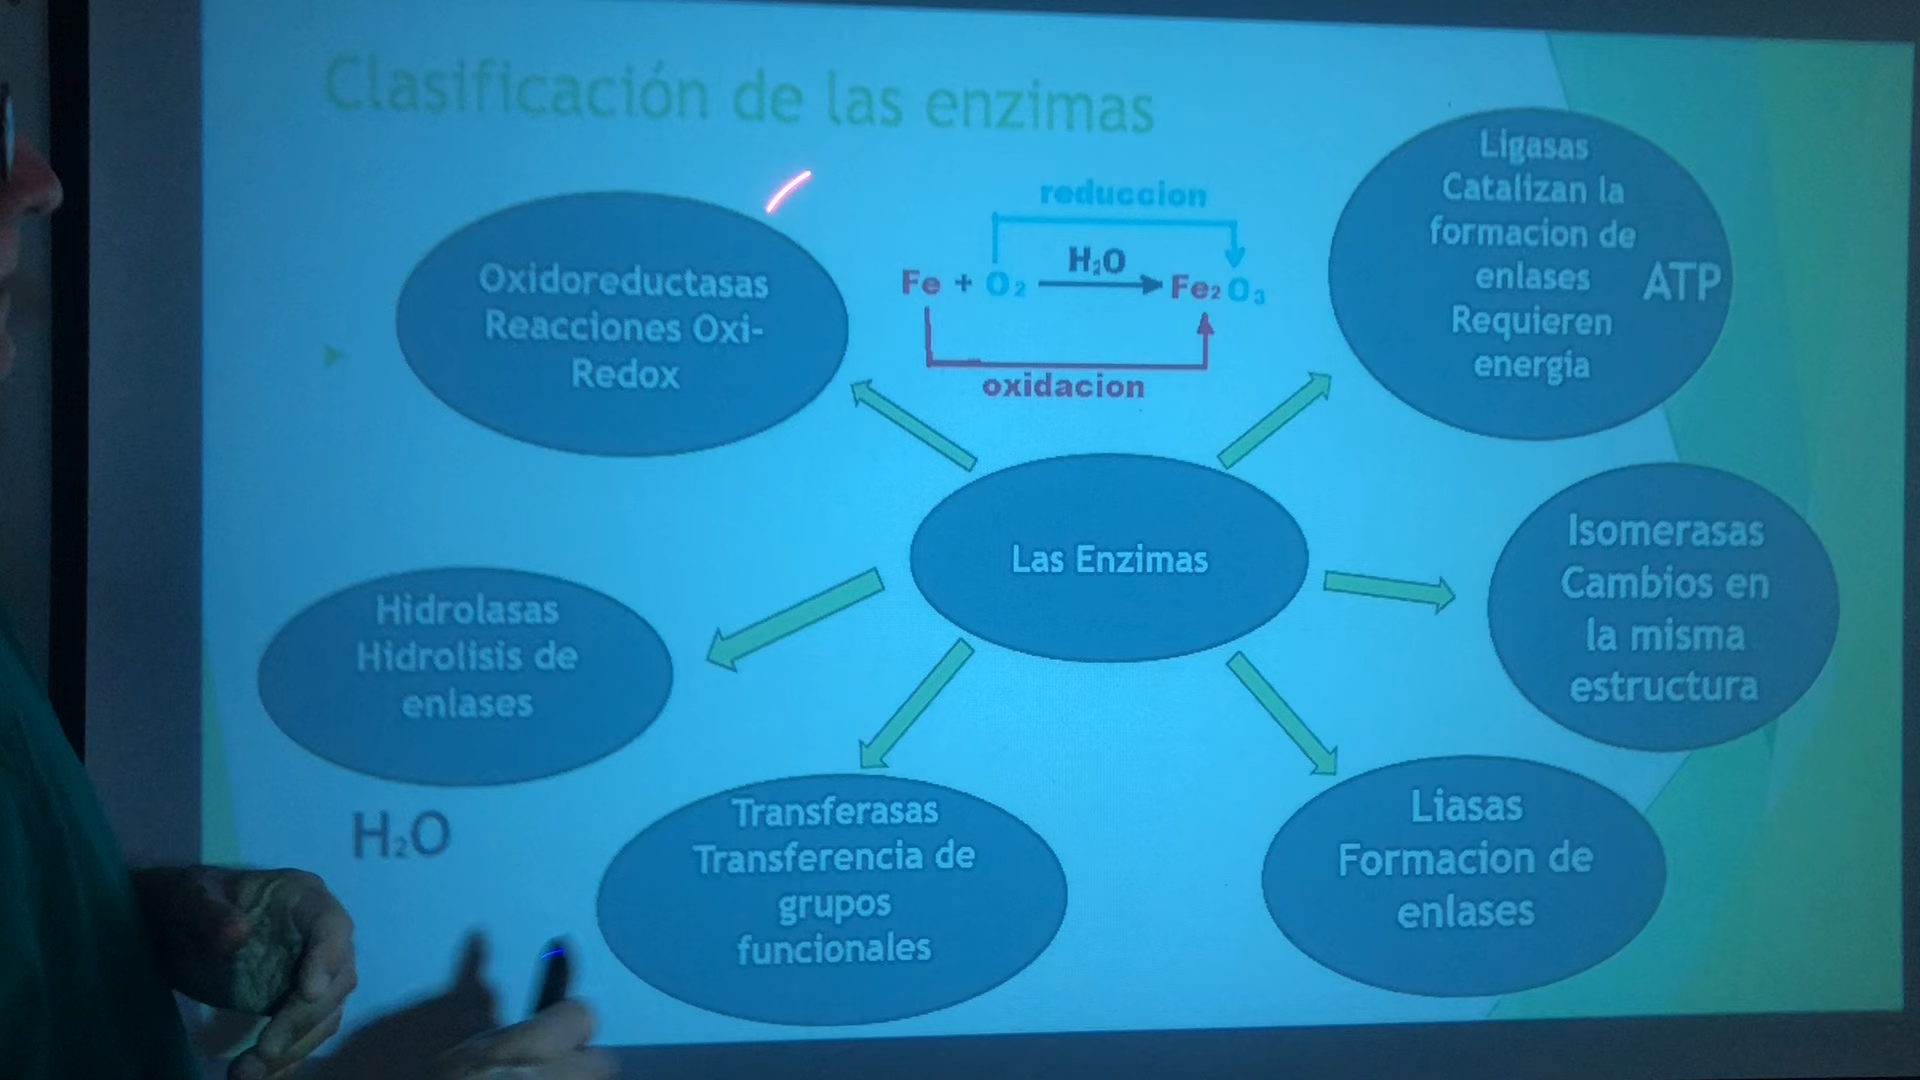 Clasificación de las enzimas
Oxidoreductasas
Reacciones Oxi-
Redox
reduccion
H₂O
Fe + O₂ → Fe₂O₃
oxidacion
Ligasas
Catalizan la
formacion de
enlases
Requieren
energia
ATP
Las Enzimas
Isomerasas
Cambios en
la misma
estructura
Hidrolasas
Hidrolisis de
enlases
H₂O
Transferasas
Transferencia de
grupos
funcionales
Liasas
Formacion de
enlases